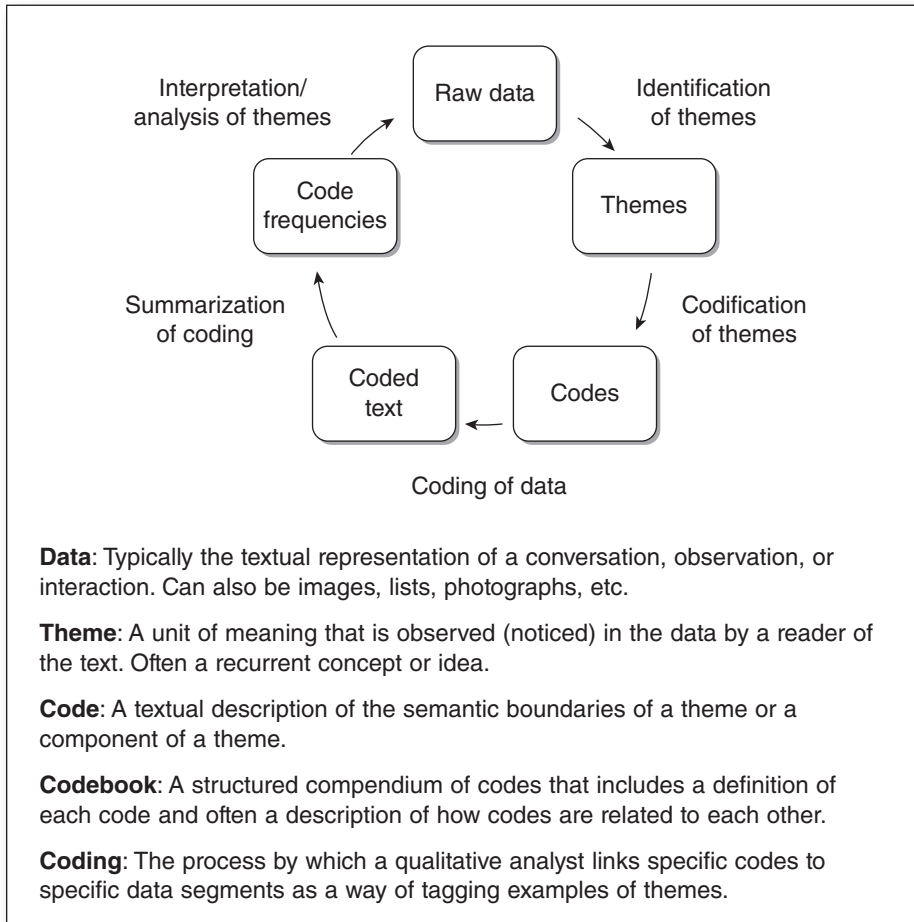 Interpretation/
analysis of themes
Raw data
Identification
of themes
Code
frequencies
Themes
Summarization
of coding
Codification
of themes
Coded
text
Codes
Coding of data
Data: Typically the textual representation of a conversation, observation, or
interaction. Can also be images, lists, photographs, etc.
Theme: A unit of meaning that is observed (noticed) in the data by a reader of
the text. Often a recurrent concept or idea.
Code: A textual description of the semantic boundaries of a theme or a
component of a theme.
Codebook: A structured compendium of codes that includes a definition of
each code and often a description of how codes are related to each other.
Coding: The process by which a qualitative analyst links specific codes to
specific data segments as a way of tagging examples of themes.